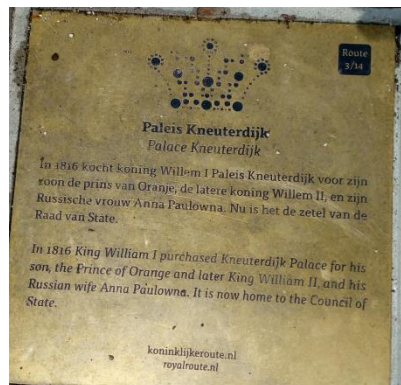 Route
3/14
Paleis Kneuterdijk
Palace Kneuterdijk
In 1816 kocht koning Willem I Paleis Kneuterdijk voor zijn
zoon de prins van Oranje, de latere koning Willem II, en zijn
Russische vrouw Anna Paulowna. Nu is het de zetel van de
Raad van State.
In 1816 King William I purchased Kneuterdijk Palace for his
son, the Prince of Orange and later King William II, and his
Russian wife Anna Paulowna. It is now home to the Council of
State.
koninklijkeroute.nl
royalroute.nl